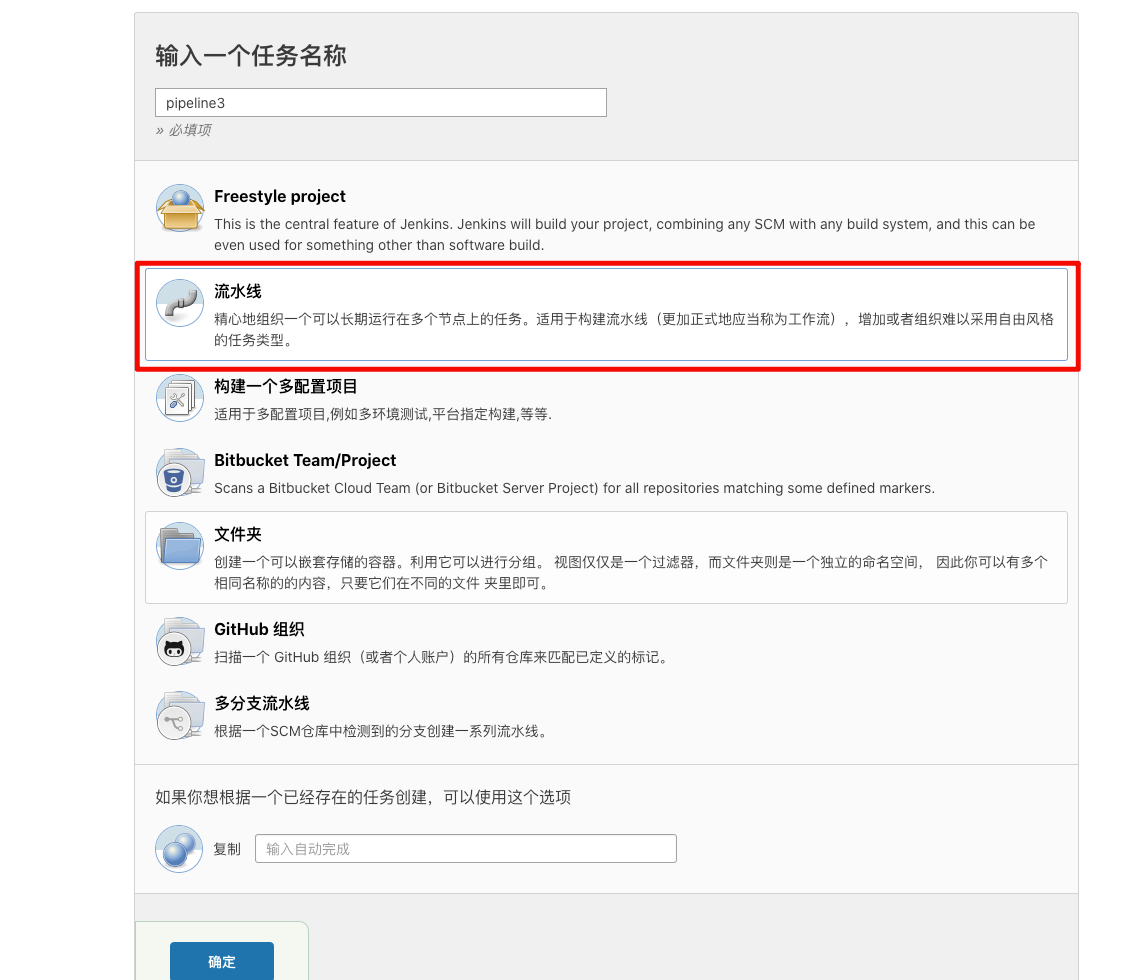 输入一个任务名称
pipeline3
» 必填项
Freestyle project
This is the central feature of Jenkins. Jenkins will build your project, combining any SCM with any build system, and this can be
even used for something other than software build.
流水线
精心地组织一个可以长期运行在多个节点上的任务。适用于构建流水线（更加正式地应当称为工作流），增加或者组织难以采用自由风格
的任务类型。
构建一个多配置项目
适用于多配置项目,例如多环境测试,平台指定构建,等等.
Bitbucket Team/Project
Scans a Bitbucket Cloud Team (or Bitbucket Server Project) for all repositories matching some defined markers.
文件夹
创建一个可以嵌套存储的容器。利用它可以进行分组。 视图仅仅是一个过滤器，而文件夹则是一个独立的命名空间， 因此你可以有多个
相同名称的的内容，只要它们在不同的文件 夹里即可。
GitHub 组织
扫描一个 GitHub 组织（或者个人账户）的所有仓库来匹配已定义的标记。
多分支流水线
根据一个SCM仓库中检测到的分支创建一系列流水线。
如果你想根据一个已经存在的任务创建，可以使用这个选项
复制 输入自动完成
确定